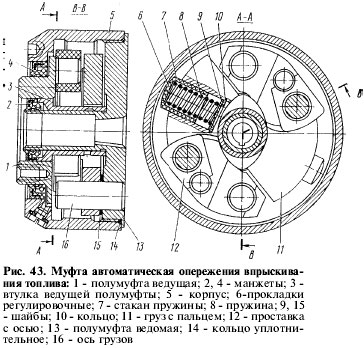 А
В-В
5
6
7
8
9
10
А-А
4
3
2
1
В
А
16
15
14
13
12
В
11
Рис. 43. Муфта автоматическая опережения впрыскива-
ния топлива: 1 - полумуфта ведущая; 2, 4 - манжеты; 3 -
втулка ведущей полумуфты; 5 - корпус; 6-прокладки
регулировочные; 7 - стакан пружины; 8 - пружина; 9, 15
- шайбы; 10 - кольцо; 11 - груз с пальцем; 12 - проставка
с осью; 13 - полумуфта ведомая; 14 - кольцо уплотни-
тельное; 16 - ось грузов